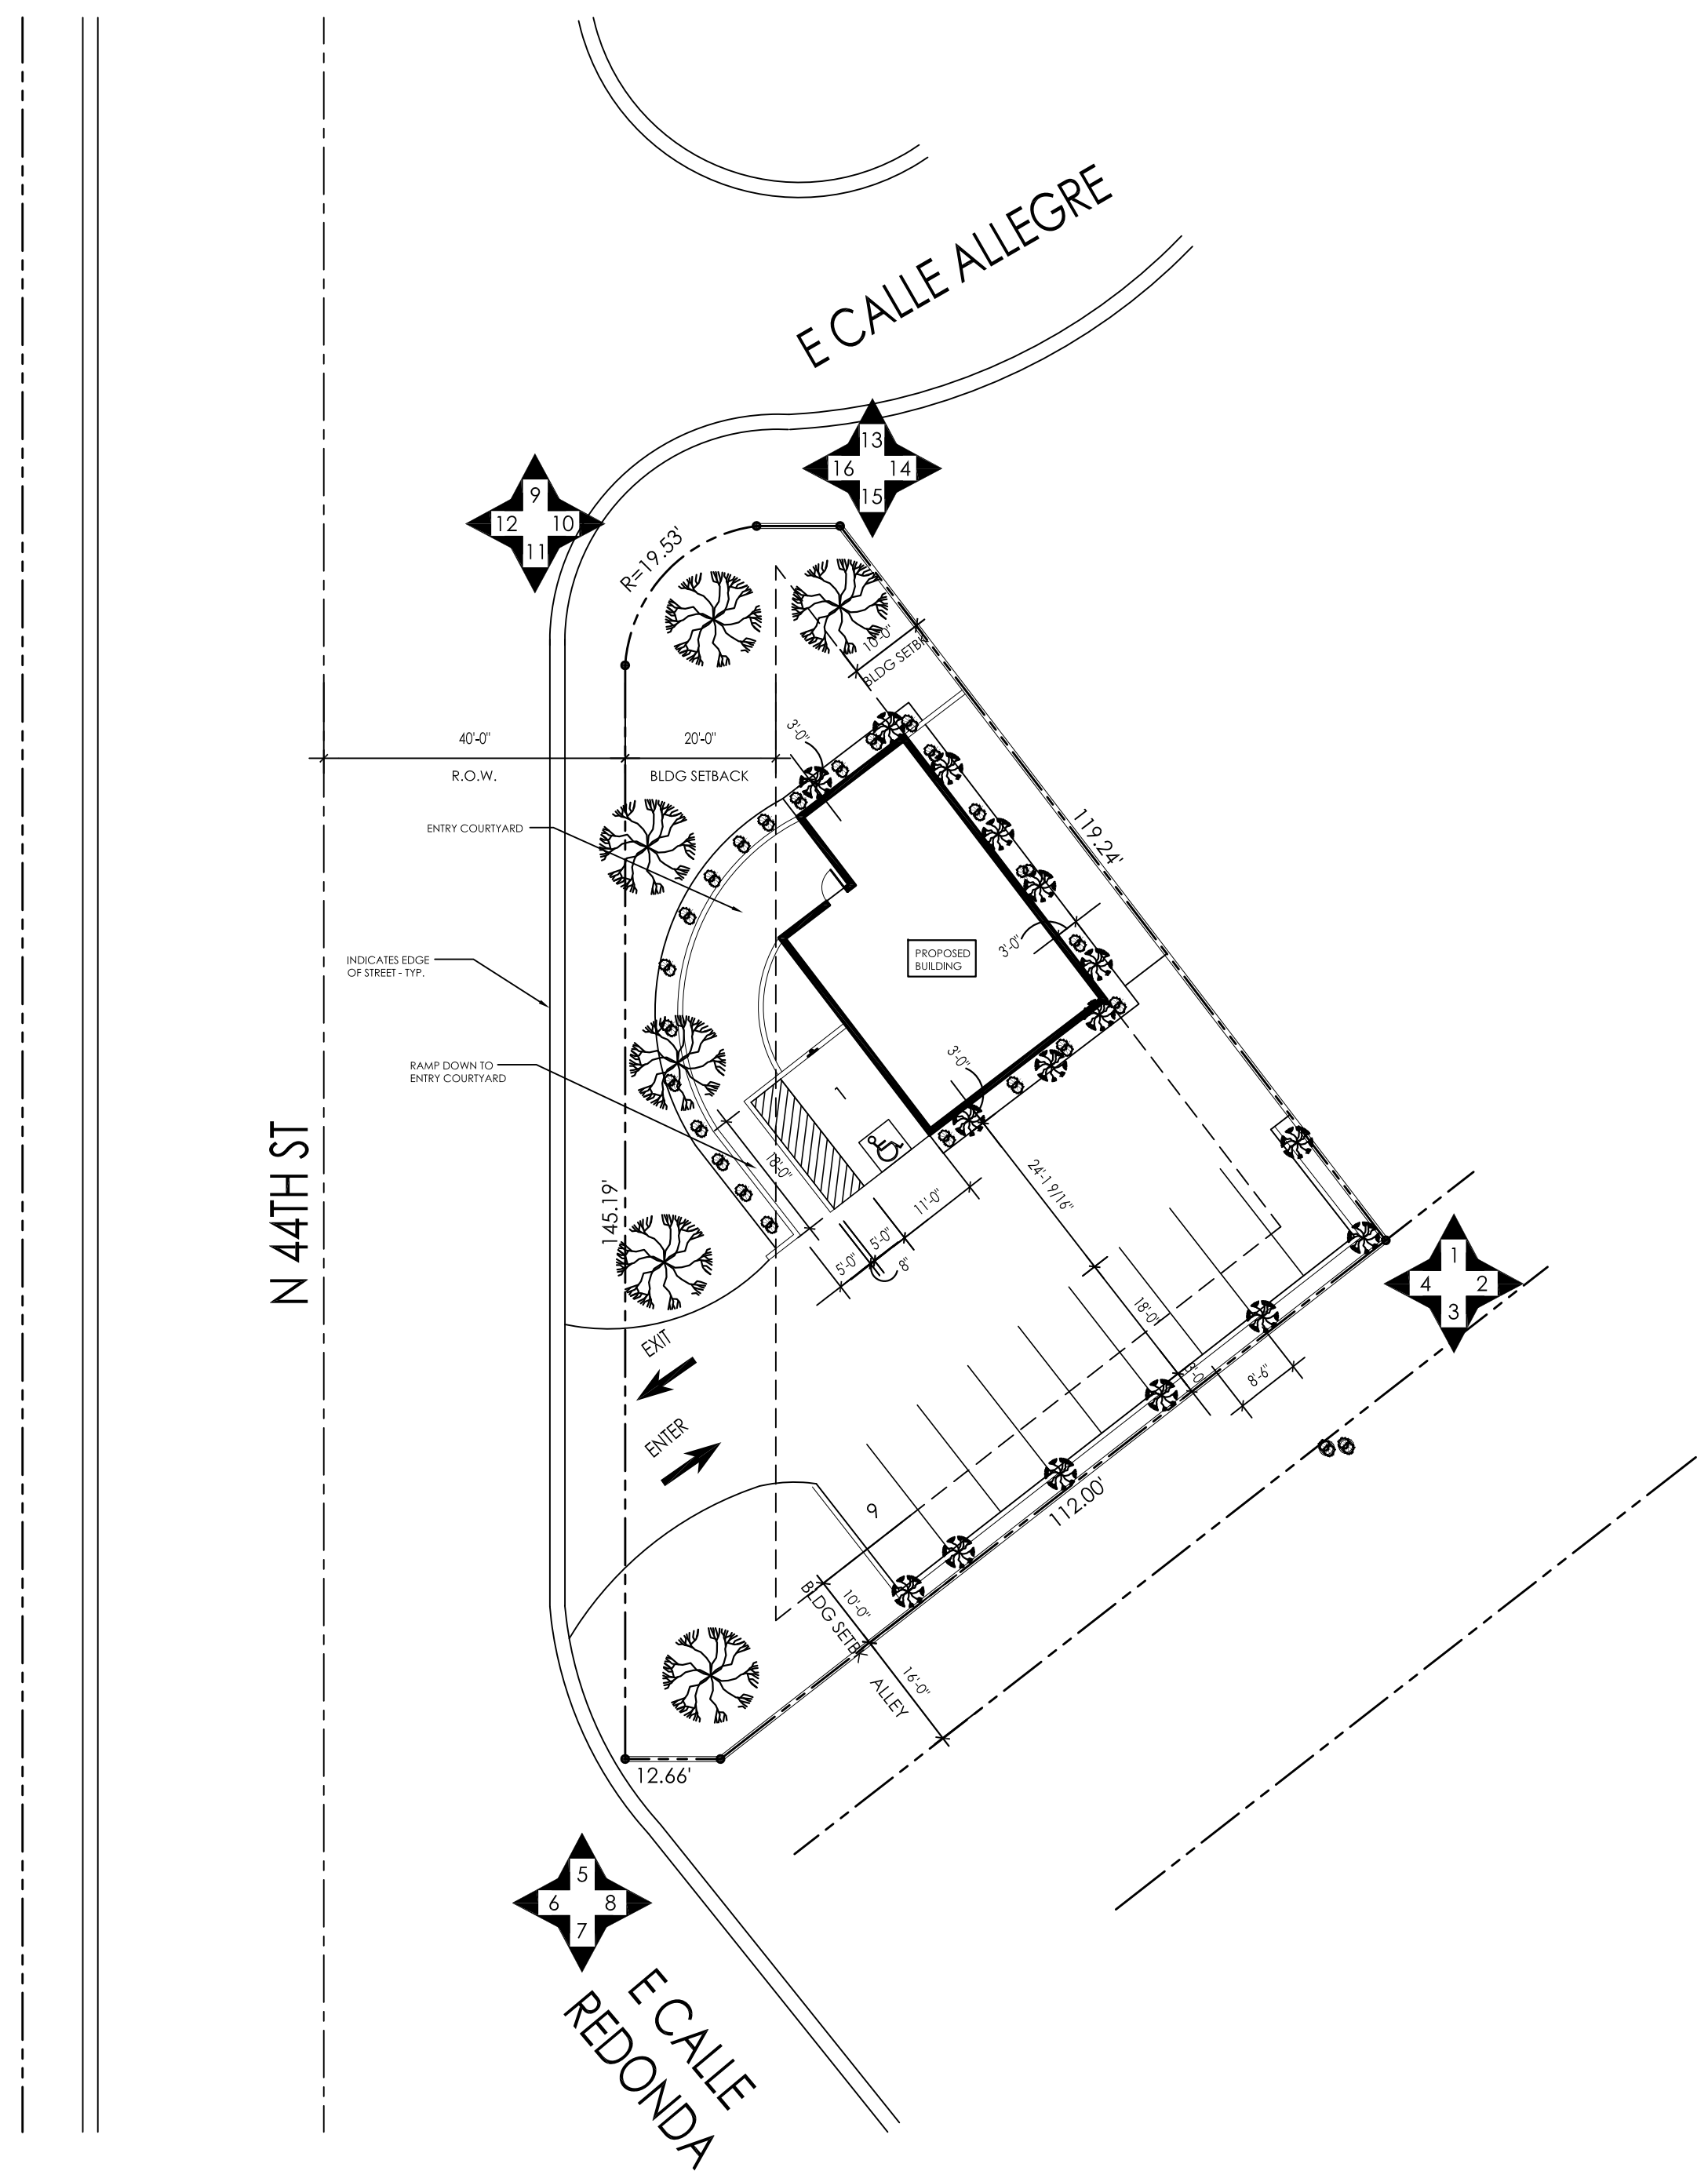 E CALLE ALLEGRE
13
16 14
15
9
12 10
11
R=19.53'
10'-0"
BLDG SETBK
40'-0"
20'-0"
3'-0"
R.O.W.
BLDG SETBACK
ENTRY COURTYARD
119.24'
3'-0"
PROPOSED
BUILDING
INDICATES EDGE
OF STREET - TYP.
3'-0"
RAMP DOWN TO
ENTRY COURTYARD
1
N 44TH ST
145.19'
18'-0"
24'-1 9/16"
11'-0"
5'-0"
5'-0"
8"
1
4 2
3
18'-0"
EXIT
3'-0"
8'-6"
ENTER
9
112.00'
10'-0"
BLDG SETBK
16'-0"
ALLEY
12.66'
5
6 8
7
E CALLE
REDONDA